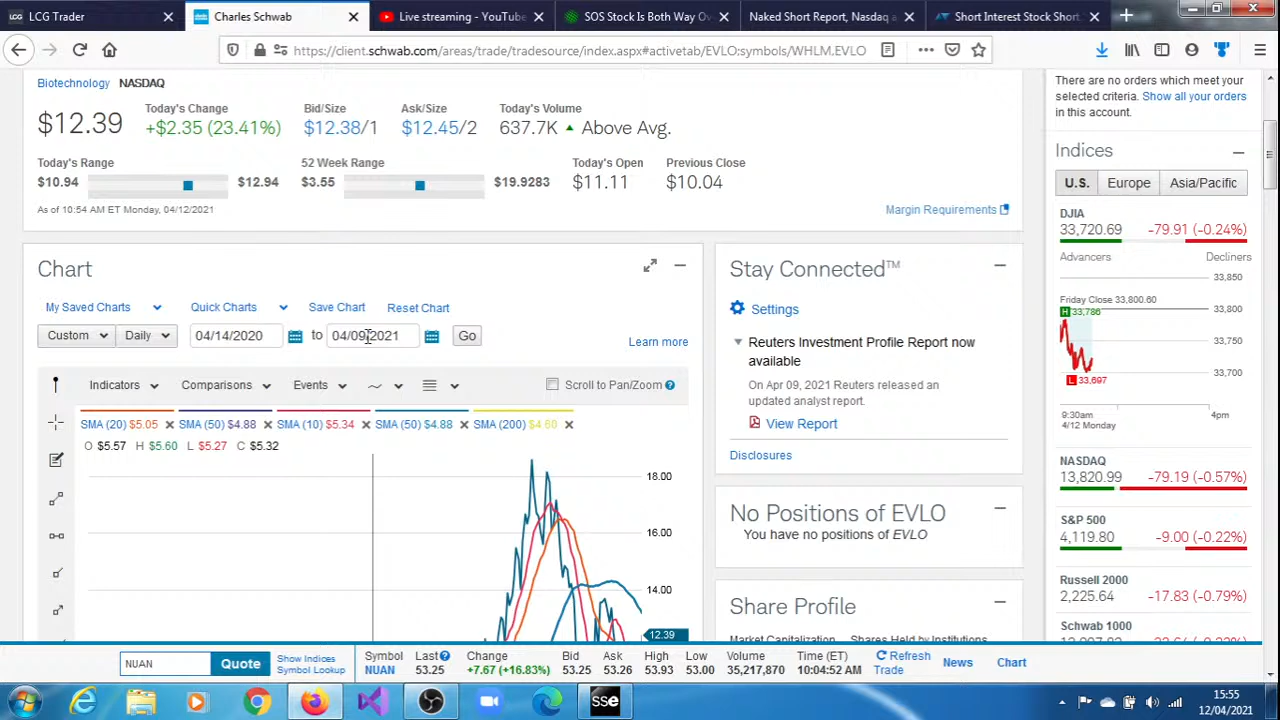 LCG Trader
Charles Schwab
Live streaming - YouTube
SOS Stock Is Both Way Ov
Naked Short Report, Nasdaq a
Short Interest Stock Short
https://client.schwab.com/areas/trade/tradesource/index.aspx#activetab/EVLO:symbols/WHLM.EVLO
Biotechnology NASDAQ
$12.39
Today's Change
+$2.35 (23.41%)
Bid/Size
$12.38/1
Ask/Size
$12.45/2
Today's Volume
637.7K Above Avg.
Today's Range
$10.94 $12.94
52 Week Range
$3.55 $19.9283
Today's Open
$11.11
Previous Close
$10.04
As of 10:54 AM ET Monday, 04/12/2021
Margin Requirements
Chart
My Saved Charts Quick Charts Save Chart Reset Chart
Custom Daily 04/14/2020 to 04/09/2021 Go
Learn more
Indicators Comparisons Events Scroll to Pan/Zoom
SMA (20) $5.05 SMA (50) $4.88 SMA (10) $5.34 SMA (50) $4.88 SMA (200) $4.60
O $5.57 H $5.60 L $5.27 C $5.32
18.00
16.00
14.00
12.39
Stay Connected™
Settings
Reuters Investment Profile Report now
available
On Apr 09, 2021 Reuters released an
updated analyst report.
View Report
Disclosures
No Positions of EVLO
You have no positions of EVLO
Share Profile
Market Capitalization Shares Held by Institutions
There are no orders which meet your
selected criteria. Show all your orders
in this account.
Indices
U.S. Europe Asia/Pacific
DJIA
33,720.69 -79.91 (-0.24%)
Advancers Decliners
33,850
Friday Close 33,800.60
H 33,786
33,800
33,750
33,700
L 33,697
9:30am 4pm
4/12 Monday
NASDAQ
13,820.99 -79.19 (-0.57%)
S&P 500
4,119.80 -9.00 (-0.22%)
Russell 2000
2,225.64 -17.83 (-0.79%)
Schwab 1000
NUAN Quote
Show Indices
Symbol Lookup
Symbol Last Change Bid Ask High Low Volume Time (ET)
NUAN 53.25 +7.67 (+16.83%) 53.25 53.26 53.93 53.00 35,217,870 10:04:52 AM
Refresh
Trade
News
Chart
SSe
15:55
12/04/2021